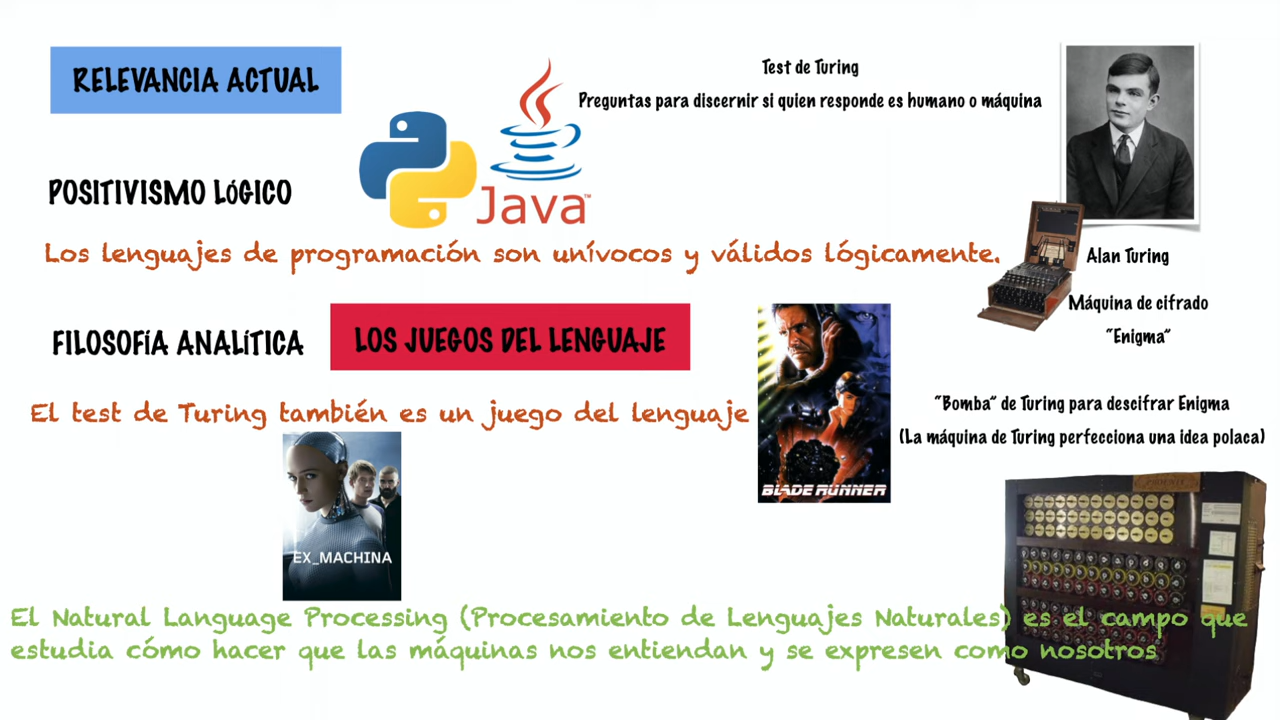 RELEVANCIA ACTUAL
Java™
Test de Turing
Preguntas para discernir si quien responde es humano o máquina
POSITIVISMO LÓGICO
Los lenguajes de programación son unívocos y válidos lógicamente.
Alan Turing
Máquina de cifrado
"Enigma"
FILOSOFÍA ANALÍTICA
LOS JUEGOS DEL LENGUAJE
El test de Turing también es un juego del lenguaje
BLADE RUNNER
"Bomba" de Turing para descifrar Enigma
(La máquina de Turing perfecciona una idea polaca)
EX_MACHINA
PHOENIX
El Natural Language Processing (Procesamiento de Lenguajes Naturales) es el campo que
estudia cómo hacer que las máquinas nos entiendan y se expresen como nosotros